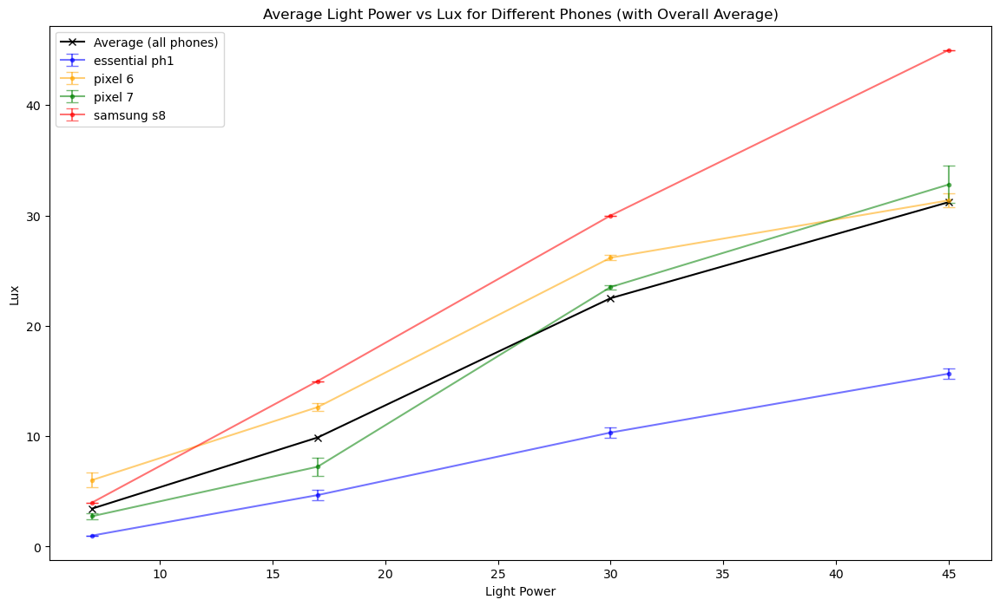 Average Light Power vs Lux for Different Phones (with Overall Average)
Average (all phones)
essential ph1
pixel 6
pixel 7
samsung s8
Lux
40
30
20
10
0
10
15
20
25
30
35
40
45
Light Power